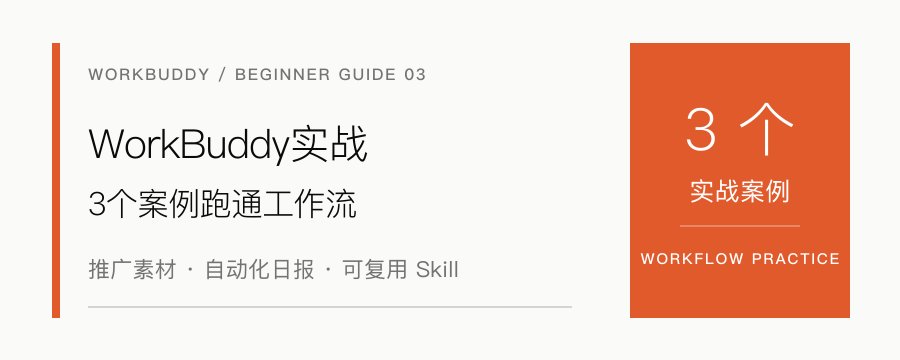 WORKBUDDY / BEGINNER GUIDE 03
WorkBuddy实战
3个案例跑通工作流
推广素材 · 自动化日报 · 可复用 Skill
3 个
实战案例
WORKFLOW PRACTICE